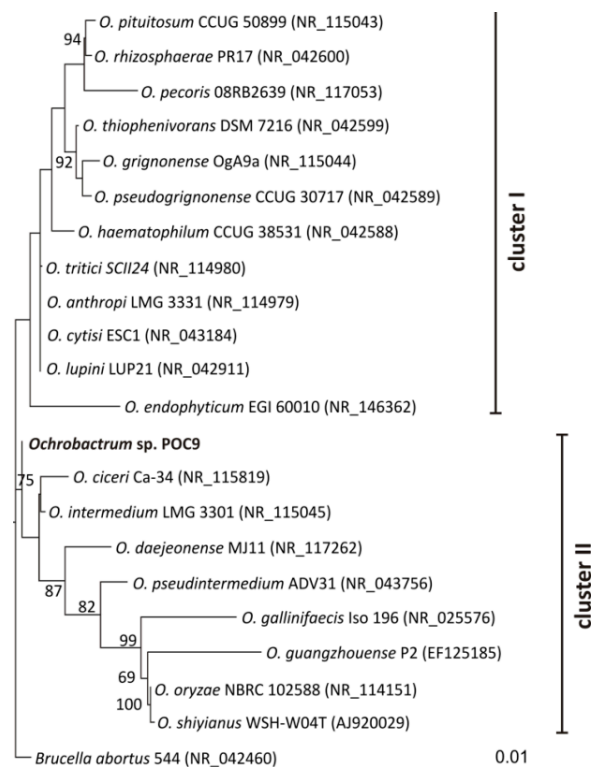 O. pituitosum CCUG 50899 (NR_115043)
94
O. rhizosphaerae PR17 (NR_042600)
O. pecoris 08RB2639 (NR_117053)
O. thiophenivorans DSM 7216 (NR_042599)
92
O. grignonense OgA9a (NR_115044)
O. pseudogrignonense CCUG 30717 (NR_042589)
O. haematophilum CCUG 38531 (NR_042588)
O. tritici SCII24 (NR_114980)
O. anthropi LMG 3331 (NR_114979)
O. cytisi ESC1 (NR_043184)
O. lupini LUP21 (NR_042911)
O. endophyticum EGI 60010 (NR_146362)
cluster I
Ochrobactrum sp. POC9
75
O. ciceri Ca-34 (NR_115819)
O. intermedium LMG 3301 (NR_115045)
O. daejeonense MJ11 (NR_117262)
87
O. pseudintermedium ADV31 (NR_043756)
82
O. gallinifaecis Iso 196 (NR_025576)
99
O. guangzhouense P2 (EF125185)
69
O. oryzae NBRC 102588 (NR_114151)
100
O. shiyianus WSH-W04T (AJ920029)
cluster II
Brucella abortus 544 (NR_042460)
0.01